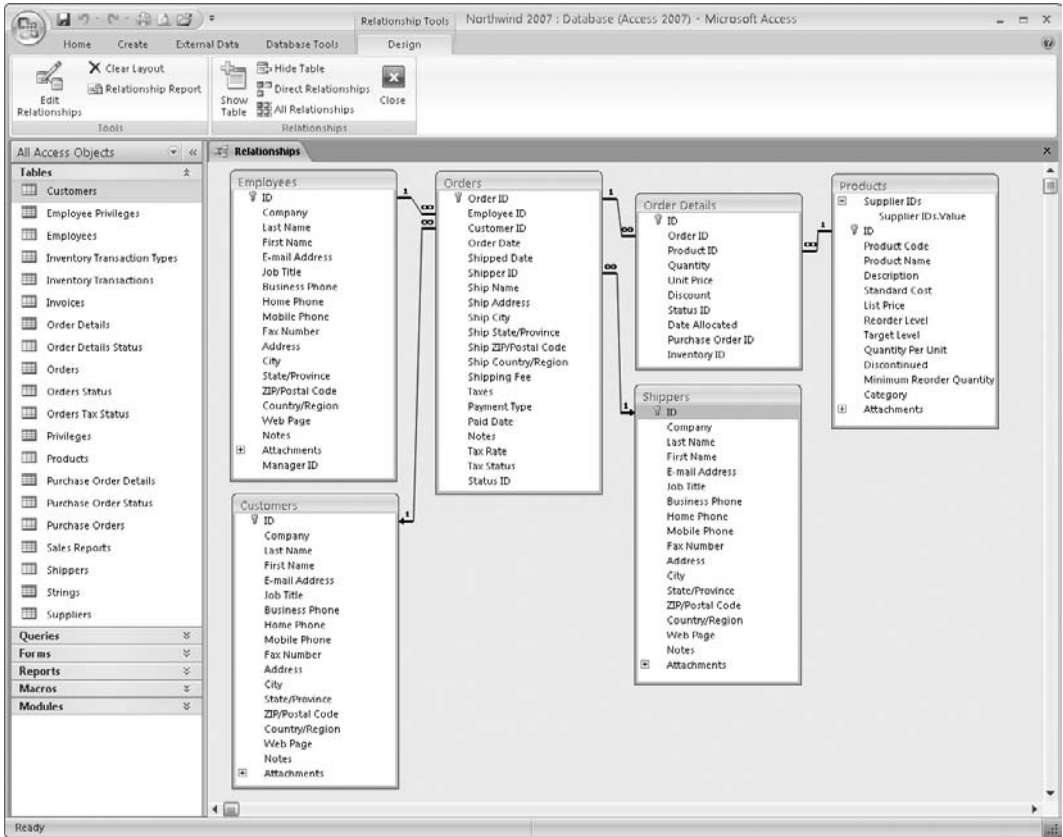 Relationship Tools Northwind 2007 : Database (Access 2007) - Microsoft Access
Home Create External Data Database Tools Design
Edit Relationships
Clear Layout
Relationship Report
Tools
Show Table
Hide Table
Direct Relationships
All Relationships
Close
Relationships
All Access Objects
Tables
Customers
Employee Privileges
Employees
Inventory Transaction Types
Inventory Transactions
Invoices
Order Details
Order Details Status
Orders
Orders Status
Orders Tax Status
Privileges
Products
Purchase Order Details
Purchase Order Status
Purchase Orders
Sales Reports
Shippers
Strings
Suppliers
Queries
Forms
Reports
Macros
Modules
Relationships
Employees
ID
Company
Last Name
First Name
E-mail Address
Job Title
Business Phone
Home Phone
Mobile Phone
Fax Number
Address
City
State/Province
ZIP/Postal Code
Country/Region
Web Page
Notes
Attachments
Manager ID
1
∞
∞
Customers
ID
Company
Last Name
First Name
E-mail Address
Job Title
Business Phone
Home Phone
Mobile Phone
Fax Number
Address
City
State/Province
ZIP/Postal Code
Country/Region
Web Page
Notes
Attachments
1
Orders
Order ID
Employee ID
Customer ID
Order Date
Shipped Date
Shipper ID
Ship Name
Ship Address
Ship City
Ship State/Province
Ship ZIP/Postal Code
Ship Country/Region
Shipping Fee
Taxes
Payment Type
Paid Date
Notes
Tax Rate
Tax Status
Status ID
1
∞
∞
1
Order Details
ID
Order ID
Product ID
Quantity
Unit Price
Discount
Status ID
Date Allocated
Purchase Order ID
Inventory ID
∞
1
Shippers
ID
Company
Last Name
First Name
E-mail Address
Job Title
Business Phone
Home Phone
Mobile Phone
Fax Number
Address
City
State/Province
ZIP/Postal Code
Country/Region
Web Page
Notes
Attachments
Products
Supplier IDs
Supplier IDs.Value
ID
Product Code
Product Name
Description
Standard Cost
List Price
Reorder Level
Target Level
Quantity Per Unit
Discontinued
Minimum Reorder Quantity
Category
Attachments
Ready